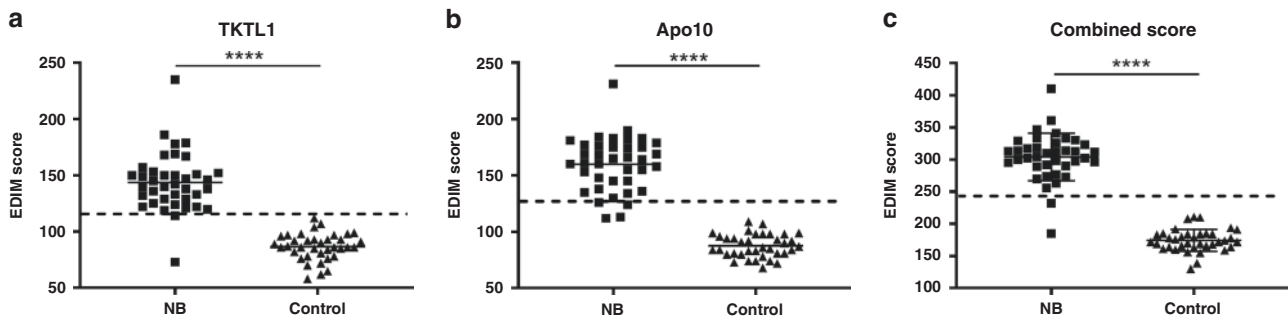 a
TKTL1
****
250
200
150
100
50
EDIM score
NB
Control
b
Apo10
****
250
200
150
100
50
EDIM score
NB
Control
c
Combined score
****
450
400
350
300
250
200
150
100
EDIM score
NB
Control